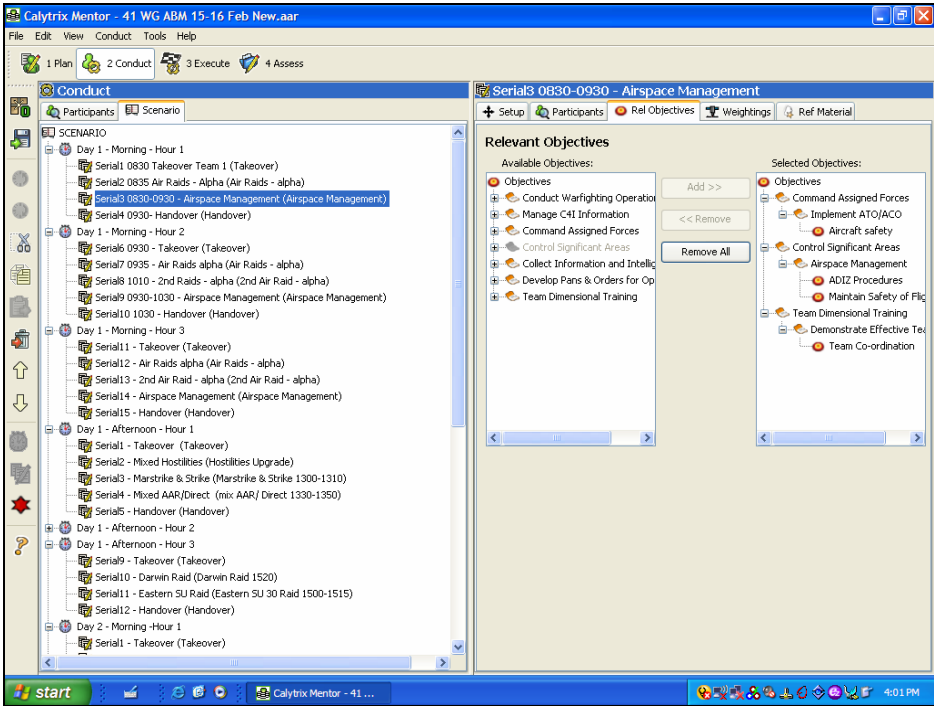 Calytrix Mentor - 41 WG ABM 15-16 Feb New.aar
File Edit View Conduct Tools Help
1 Plan 2 Conduct 3 Execute 4 Assess
Conduct
Participants Scenario
SCENARIO
Day 1 - Morning - Hour 1
Serial1 0830 Takeover Team 1 (Takeover)
Serial2 0835 Air Raids - Alpha (Air Raids - alpha)
Serial3 0830-0930 - Airspace Management (Airspace Management)
Serial4 0930- Handover (Handover)
Day 1 - Morning - Hour 2
Serial6 0930 - Takeover (Takeover)
Serial7 0935 - Air Raids alpha (Air Raids - alpha)
Serial8 1010 - 2nd Raids - alpha (2nd Air Raid - alpha)
Serial9 0930-1030 - Airspace Management (Airspace Management)
Serial10 1030 - Handover (Handover)
Day 1 - Morning - Hour 3
Serial11 - Takeover (Takeover)
Serial12 - Air Raids alpha (Air Raids - alpha)
Serial13 - 2nd Air Raid - alpha (2nd Air Raid - alpha)
Serial14 - Airspace Management (Airspace Management)
Serial15 - Handover (Handover)
Day 1 - Afternoon - Hour 1
Serial1 - Takeover (Takeover)
Serial2 - Mixed Hostilities (Hostilities Upgrade)
Serial3 - Marstrike & Strike (Marstrike & Strike 1300-1310)
Serial4 - Mixed AAR/Direct (mix AAR/ Direct 1330-1350)
Serial5 - Handover (Handover)
Day 1 - Afternoon - Hour 2
Day 1 - Afternoon - Hour 3
Serial9 - Takeover (Takeover)
Serial10 - Darwin Raid (Darwin Raid 1520)
Serial11 - Eastern SU Raid (Eastern SU 30 Raid 1500-1515)
Serial12 - Handover (Handover)
Day 2 - Morning -Hour 1
Serial1 - Takeover (Takeover)
Serial3 0830-0930 - Airspace Management
Setup Participants Rel Objectives Weightings Ref Material
Relevant Objectives
Available Objectives:
Objectives
Conduct Warfighting Operation
Manage C4I Information
Command Assigned Forces
Control Significant Areas
Collect Information and Intellig
Develop Pans & Orders for Op
Team Dimensional Training
Add >>
<< Remove
Remove All
Selected Objectives:
Objectives
Command Assigned Forces
Implement ATO/ACO
Aircraft safety
Control Significant Areas
Airspace Management
ADIZ Procedures
Maintain Safety of Flig
Team Dimensional Training
Demonstrate Effective Tea
Team Co-ordination
start Calytrix Mentor - 41 ... 4:01 PM